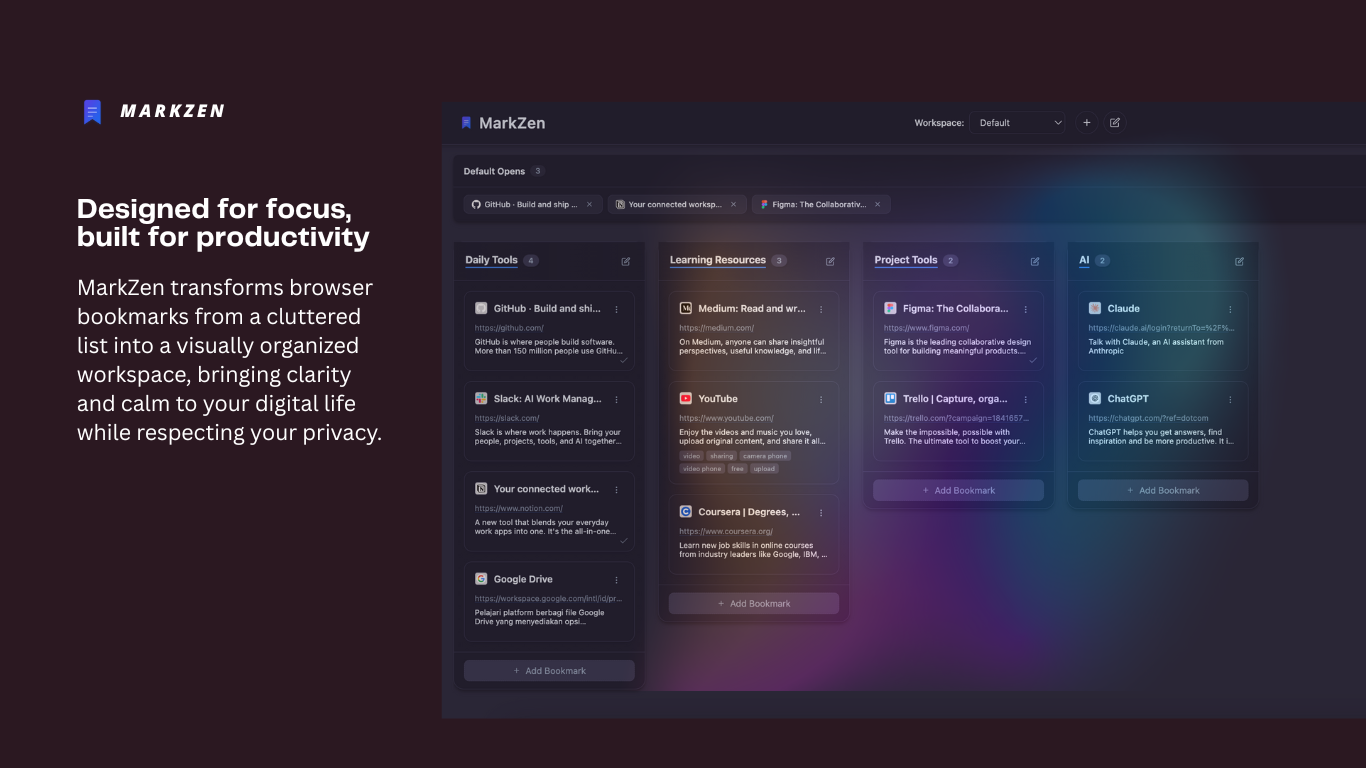 MARKZEN
Designed for focus,
built for productivity
MarkZen transforms browser
bookmarks from a cluttered
list into a visually organized
workspace, bringing clarity
and calm to your digital life
while respecting your privacy.
MarkZen
Workspace: Default
Default Opens 3
GitHub · Build and ship ...
Your connected worksp...
Figma: The Collaborativ...
Daily Tools 4
GitHub · Build and shi...
https://github.com/
GitHub is where people build software.
More than 150 million people use GitHu...
Slack: AI Work Manag...
https://slack.com/
Slack is where work happens. Bring your
people, projects, tools, and AI together...
Your connected work...
https://www.notion.com/
A new tool that blends your everyday
work apps into one. It's the all-in-one...
Google Drive
https://workspace.google.com/intl/id/pr...
Pelajari platform berbagi file Google
Drive yang menyediakan opsi...
+ Add Bookmark
Learning Resources 3
Medium: Read and wr...
https://medium.com/
On Medium, anyone can share insightful
perspectives, useful knowledge, and lif...
YouTube
https://www.youtube.com/
Enjoy the videos and music you love,
upload original content, and share it all...
video sharing camera phone
video phone free upload
Coursera | Degrees, ...
https://www.coursera.org/
Learn new job skills in online courses
from industry leaders like Google, IBM, ...
+ Add Bookmark
Project Tools 2
Figma: The Collabora...
https://www.figma.com/
Figma is the leading collaborative design
tool for building meaningful products....
Trello | Capture, orga...
https://trello.com/?campaign=1841657...
Make the impossible, possible with
Trello. The ultimate tool to boost your...
+ Add Bookmark
AI 2
Claude
https://claude.ai/login?returnTo=%2F%...
Talk with Claude, an AI assistant from
Anthropic
ChatGPT
https://chatgpt.com/?ref=dotcom
ChatGPT helps you get answers, find
inspiration and be more productive. It i...
+ Add Bookmark